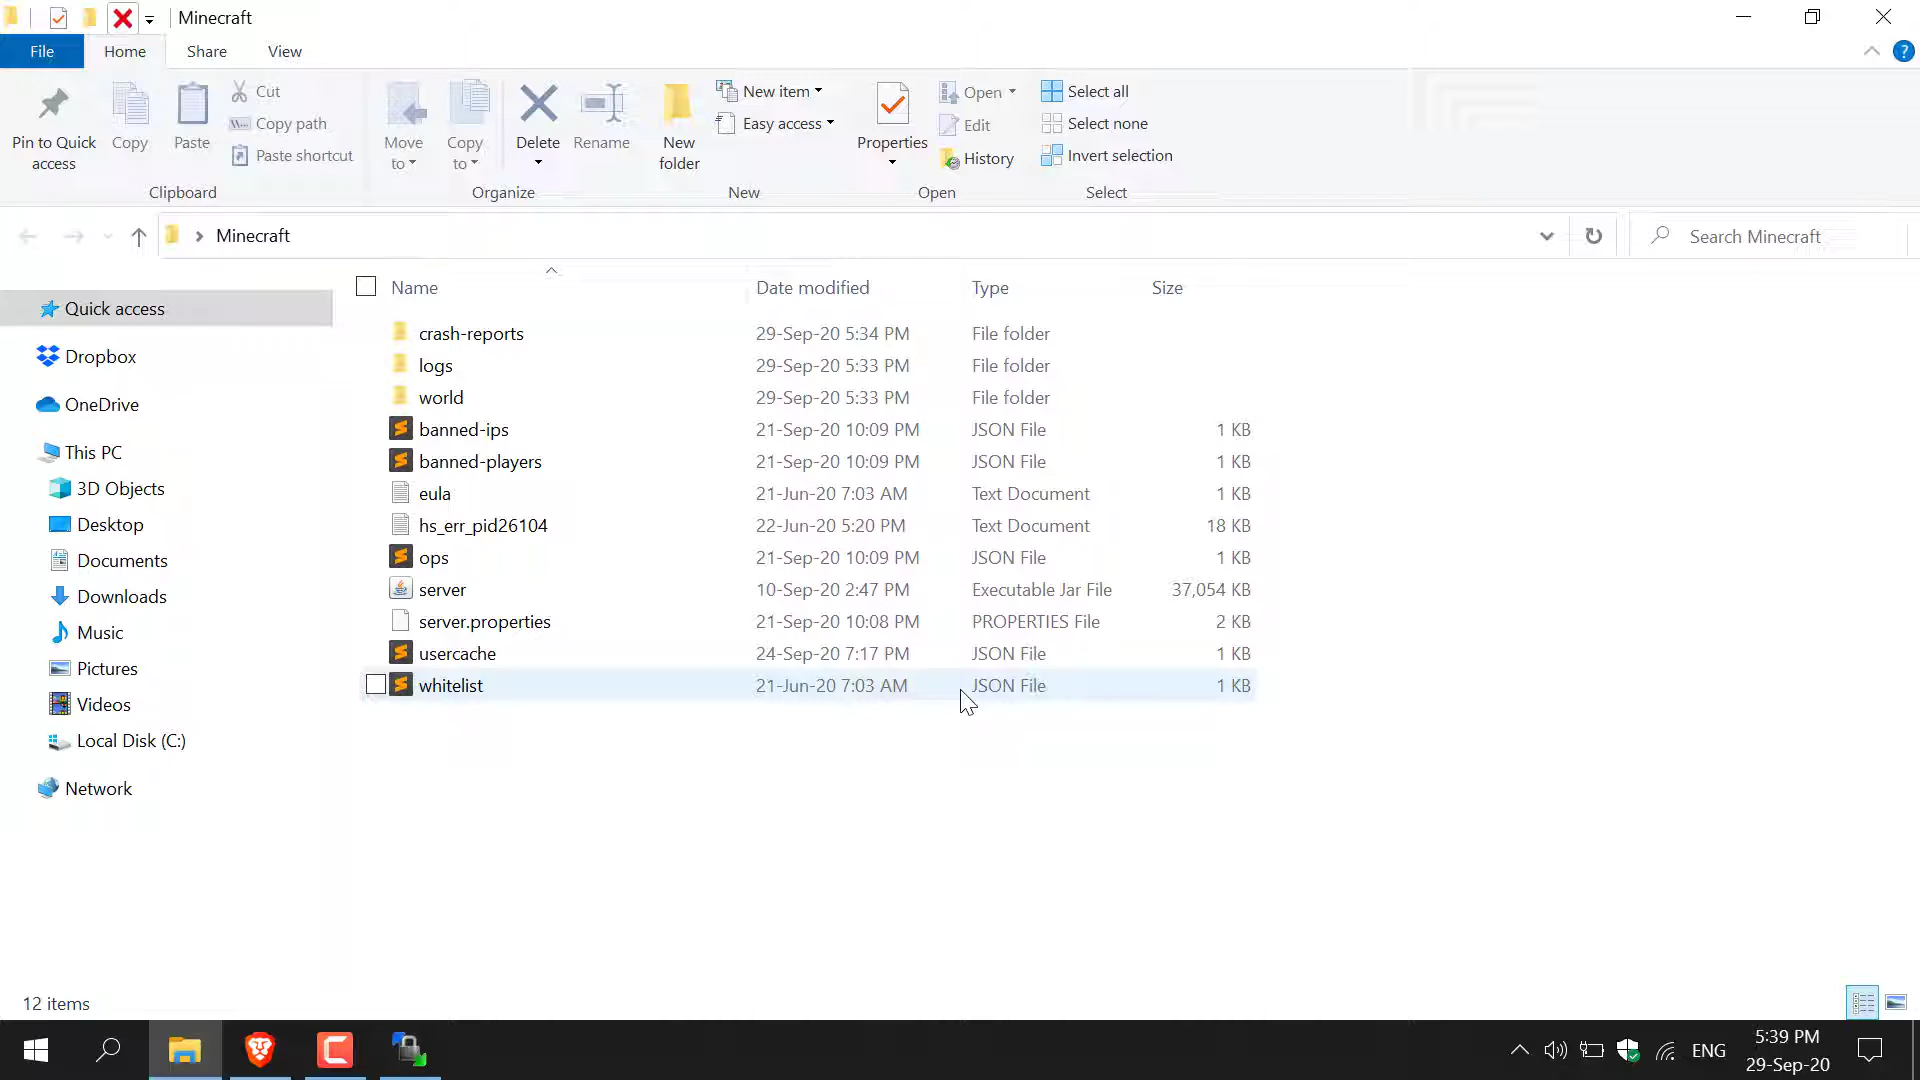 Minecraft
File Home Share View
Pin to Quick access
Copy
Paste
Cut
Copy path
Paste shortcut
Clipboard
Move to
Copy to
Delete
Rename
Organize
New folder
New item
Easy access
New
Properties
Open
Edit
History
Open
Select all
Select none
Invert selection
Select
Minecraft
Search Minecraft
Quick access
Dropbox
OneDrive
This PC
3D Objects
Desktop
Documents
Downloads
Music
Pictures
Videos
Local Disk (C:)
Network
Name Date modified Type Size
crash-reports 29-Sep-20 5:34 PM File folder
logs 29-Sep-20 5:33 PM File folder
world 29-Sep-20 5:33 PM File folder
banned-ips 21-Sep-20 10:09 PM JSON File 1 KB
banned-players 21-Sep-20 10:09 PM JSON File 1 KB
eula 21-Jun-20 7:03 AM Text Document 1 KB
hs_err_pid26104 22-Jun-20 5:20 PM Text Document 18 KB
ops 21-Sep-20 10:09 PM JSON File 1 KB
server 10-Sep-20 2:47 PM Executable Jar File 37,054 KB
server.properties 21-Sep-20 10:08 PM PROPERTIES File 2 KB
usercache 24-Sep-20 7:17 PM JSON File 1 KB
whitelist 21-Jun-20 7:03 AM JSON File 1 KB
12 items
ENG
5:39 PM
29-Sep-20